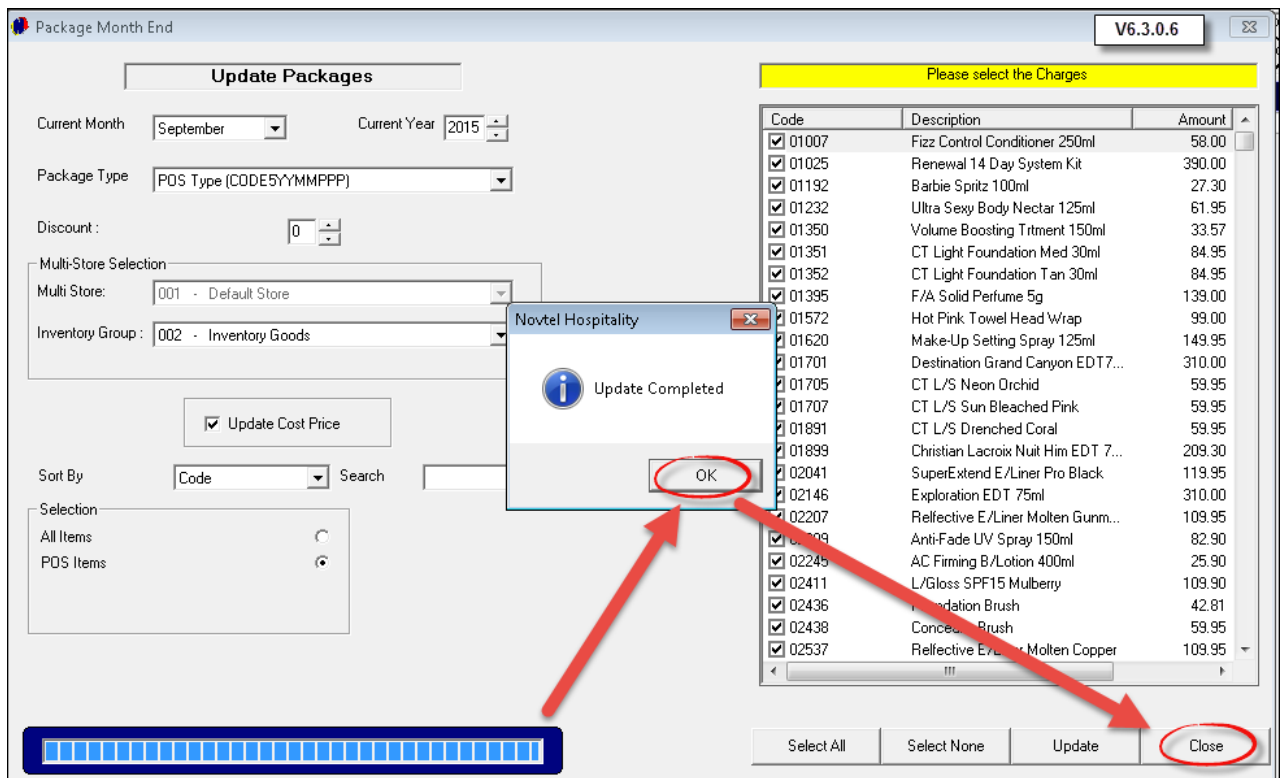 Package Month End
V6.3.0.6
Update Packages
Current Month
September
Current Year
2015
Package Type
POS Type (CODE5YYMMPPP)
Discount :
0
Multi-Store Selection
Multi Store:
001 - Default Store
Inventory Group :
002 - Inventory Goods
Update Cost Price
Sort By
Code
Search
Selection
All Items
POS Items
Novtel Hospitality
Update Completed
OK
Please select the Charges
Code Description Amount
01007 Fizz Control Conditioner 250ml 58.00
01025 Renewal 14 Day System Kit 390.00
01192 Barbie Spritz 100ml 27.30
01232 Ultra Sexy Body Nectar 125ml 61.95
01350 Volume Boosting Trtment 150ml 33.57
01351 CT Light Foundation Med 30ml 84.95
01352 CT Light Foundation Tan 30ml 84.95
01395 F/A Solid Perfume 5g 139.00
01572 Hot Pink Towel Head Wrap 99.00
01620 Make-Up Setting Spray 125ml 149.95
01701 Destination Grand Canyon EDT7... 310.00
01705 CT L/S Neon Orchid 59.95
01707 CT L/S Sun Bleached Pink 59.95
01891 CT L/S Drenched Coral 59.95
01899 Christian Lacroix Nuit Him EDT 7... 209.30
02041 SuperExtend E/Liner Pro Black 119.95
02146 Exploration EDT 75ml 310.00
02207 Relfective E/Liner Molten Gunm... 109.95
Anti-Fade UV Spray 150ml 82.90
02245 AC Firming B/Lotion 400ml 25.90
02411 L/Gloss SPF15 Mulberry 109.90
02436 Brush 42.81
02438 Brush 59.95
02537 Relfective Molten Copper 109.95
Select All
Select None
Update
Close